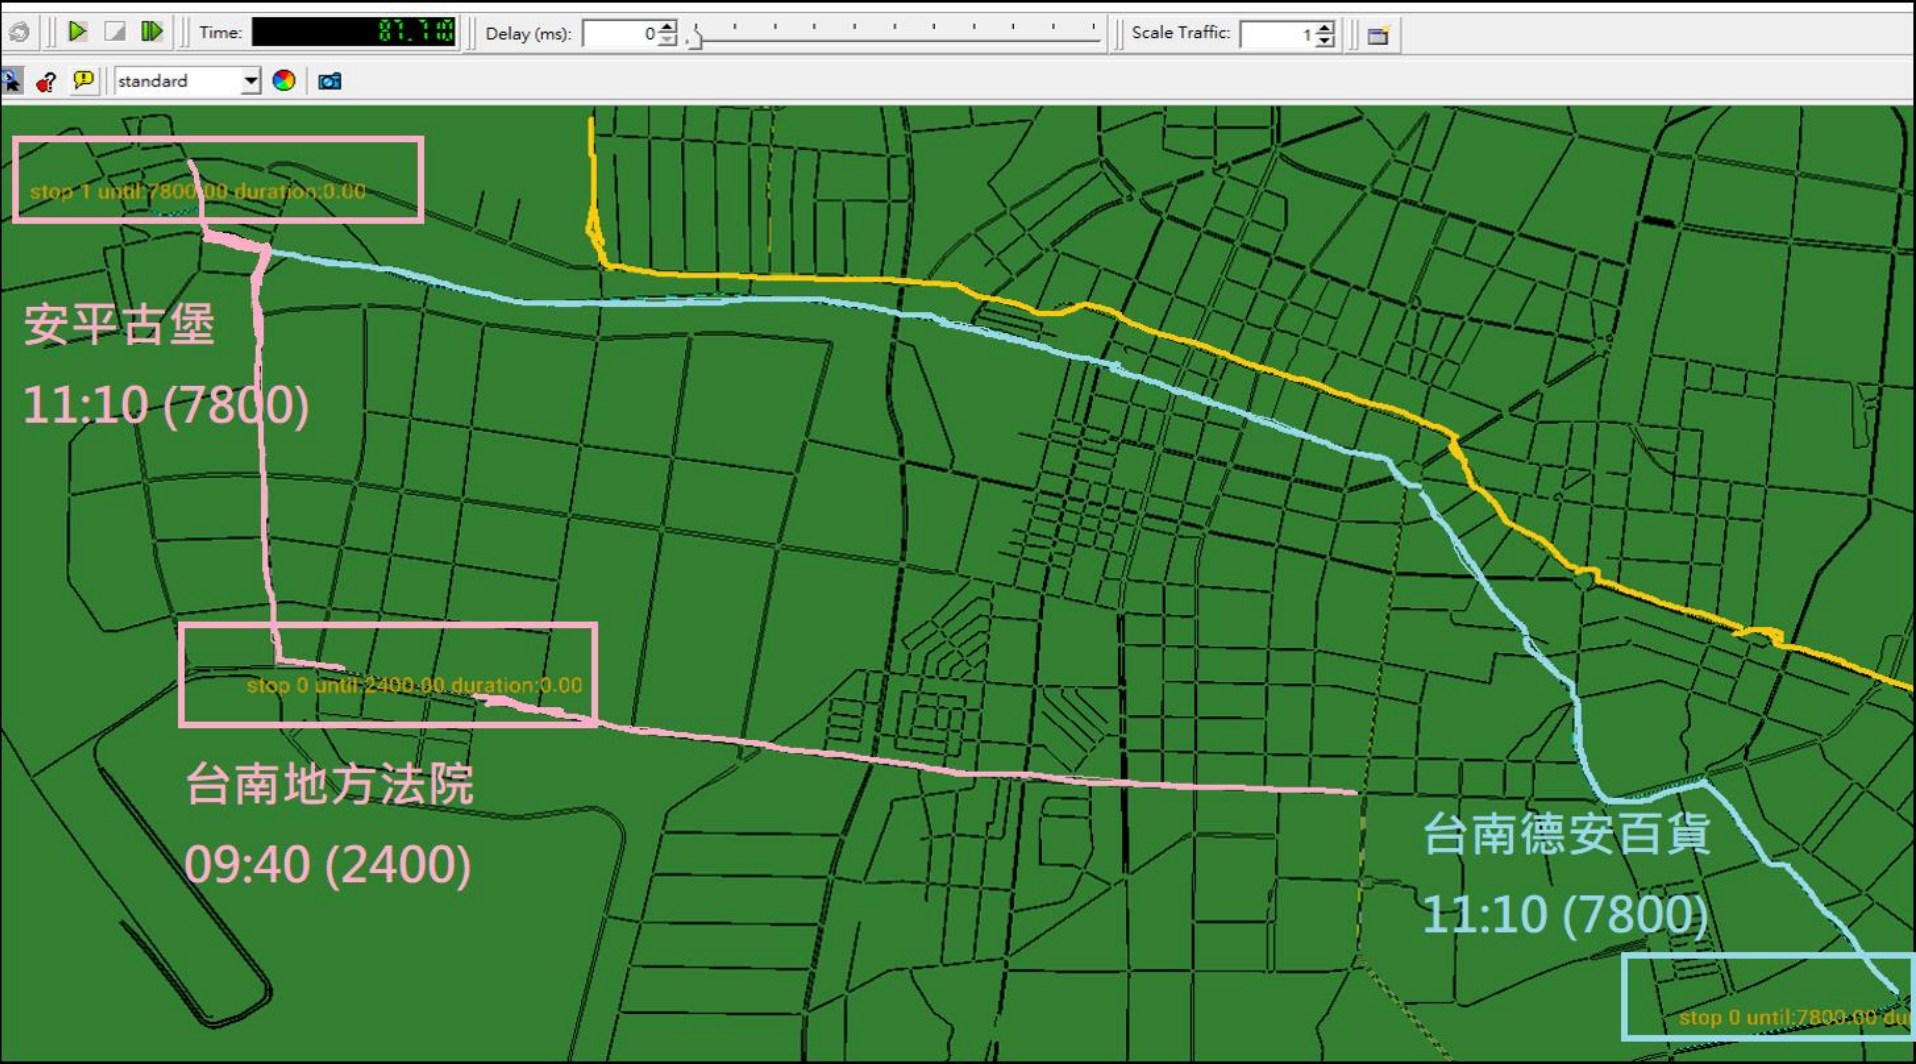 Time: 87.710 Delay (ms): 0 Scale Traffic: 1
standard
stop 1 until:7800.00 duration:0.00
安平古堡
11:10 (7800)
stop 0 until:2400.00 duration:0.00
台南地方法院
09:40 (2400)
台南德安百貨
11:10 (7800)
stop 0 until:7800.00 du